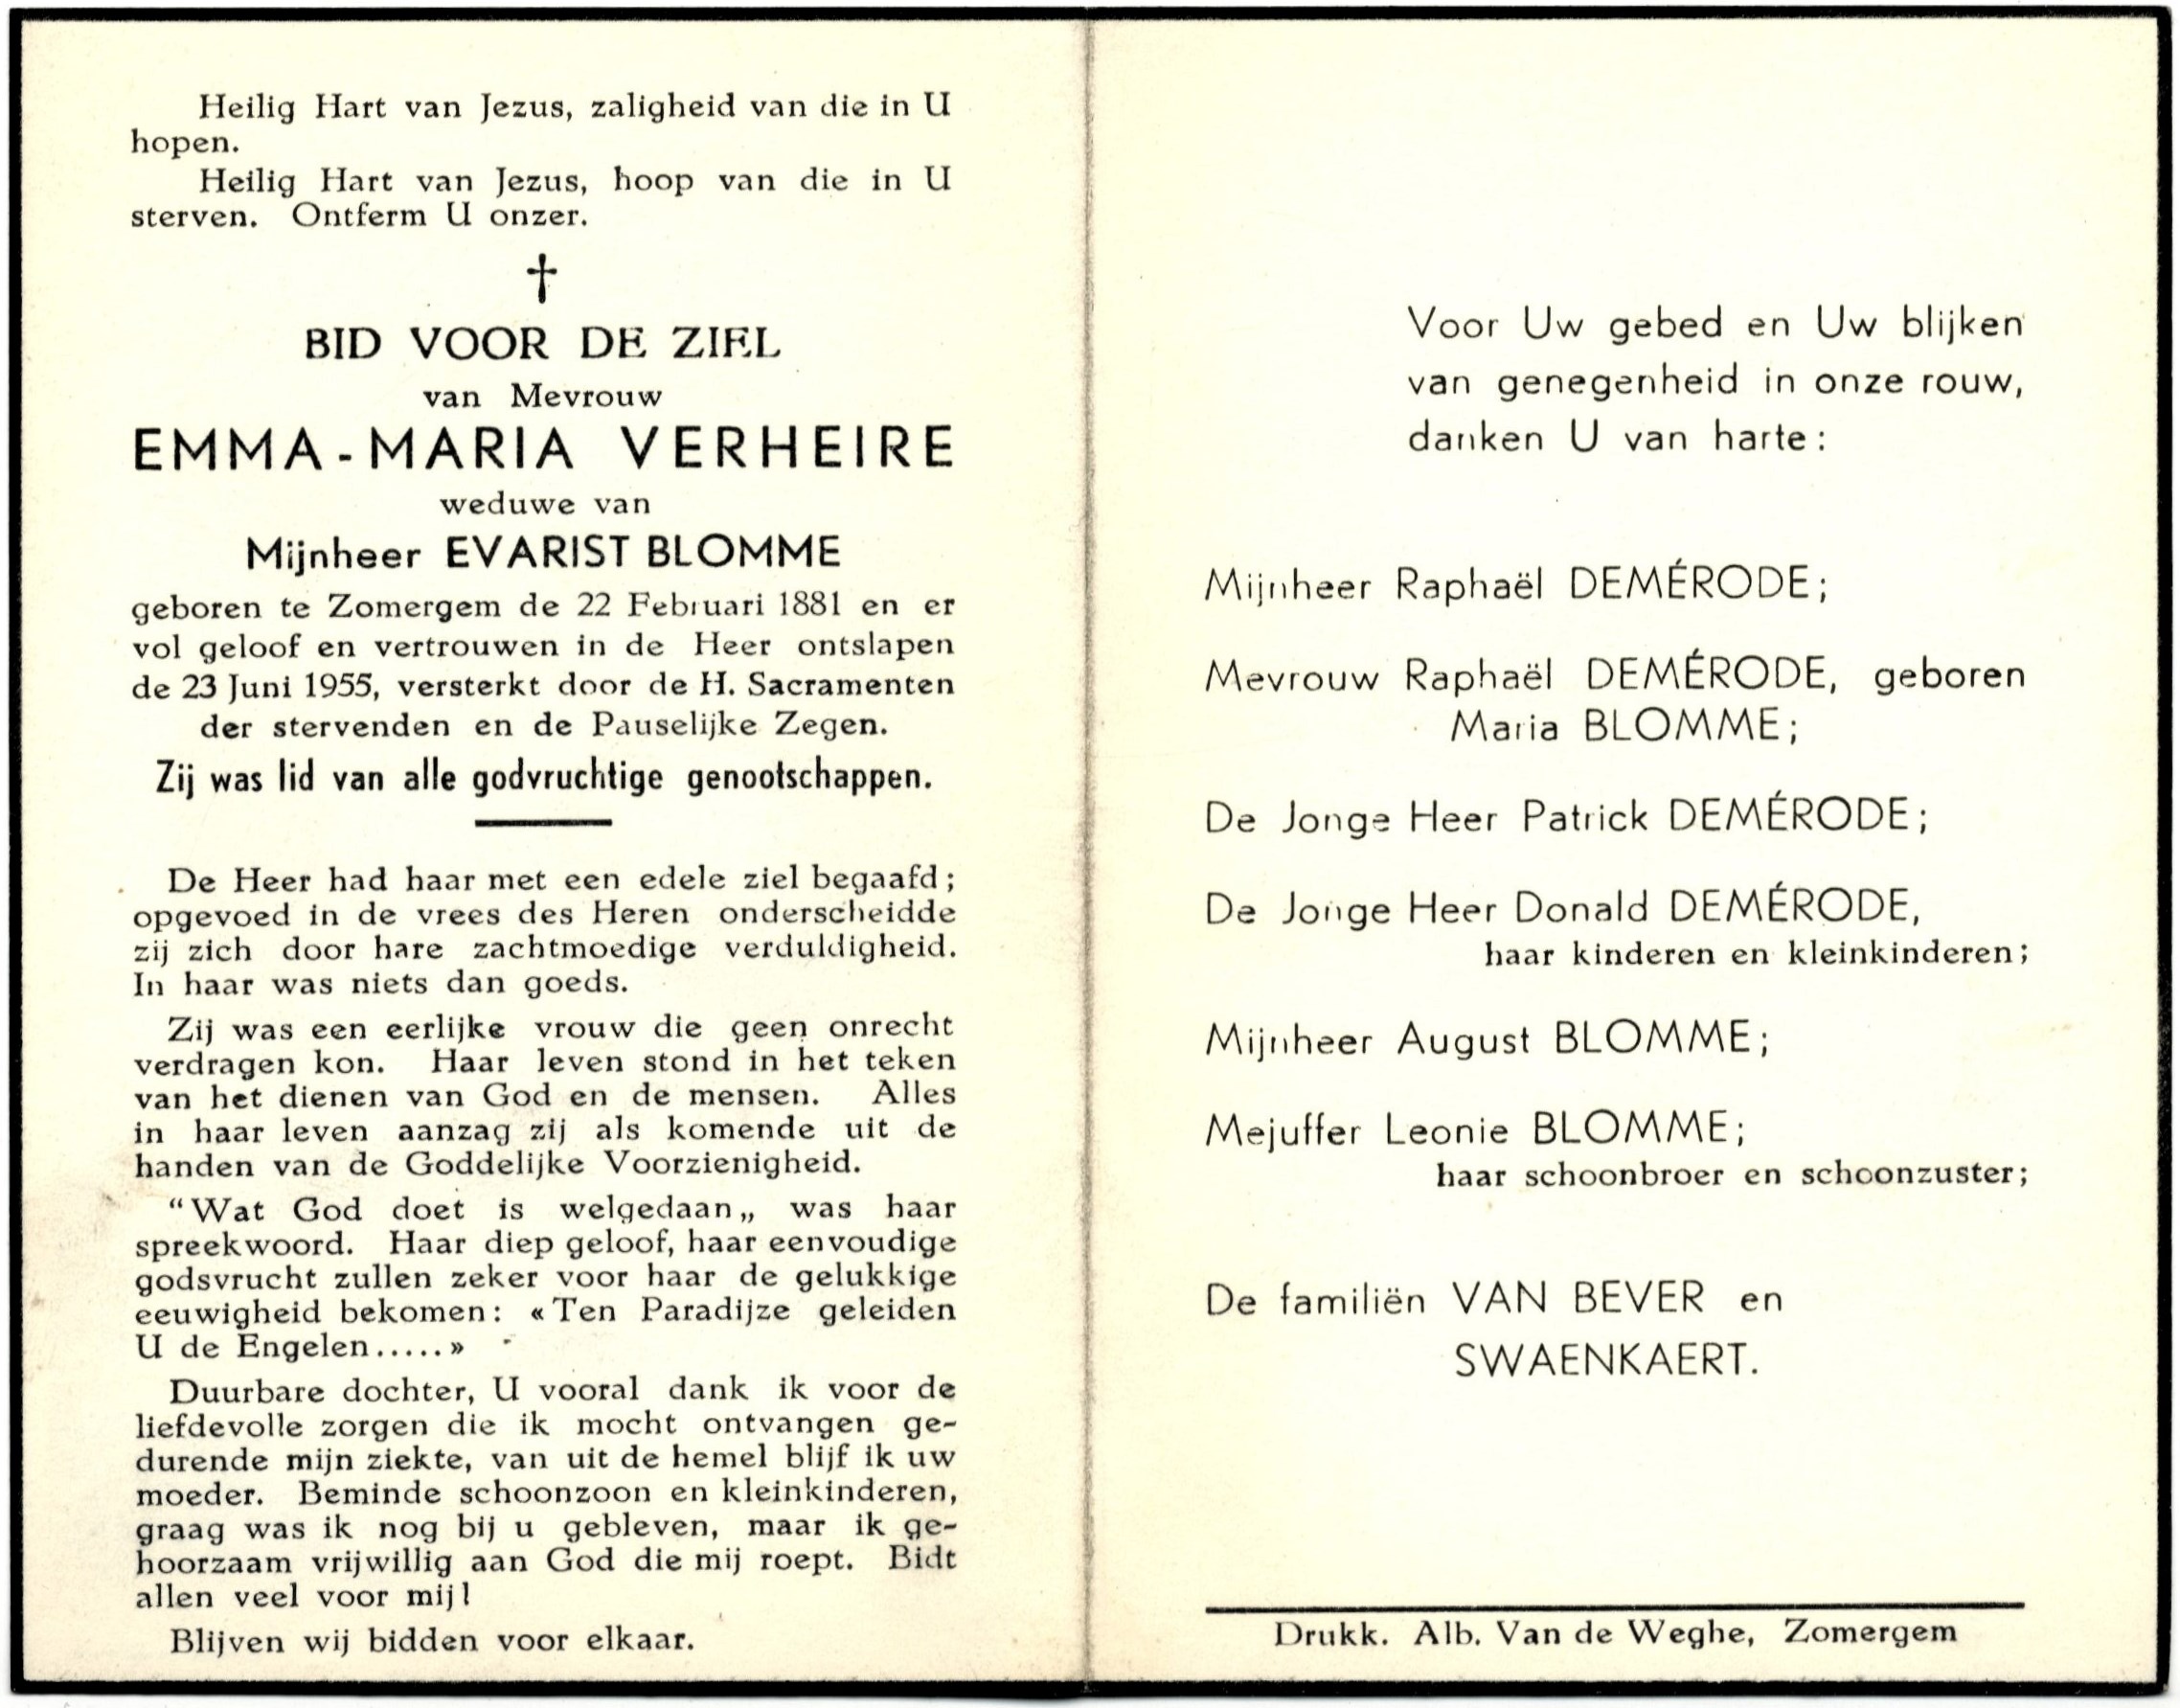 Heilig Hart van Jezus, zaligheid van die in U
hopen.
Heilig Hart van Jezus, hoop van die in U
sterven. Ontferm U onzer.
†
BID VOOR DE ZIEL
van Mevrouw
EMMA-MARIA VERHEIRE
weduwe van
Mijnheer EVARIST BLOMME
geboren te Zomergem de 22 Februari 1881 en er
vol geloof en vertrouwen in de Heer ontslapen
de 23 Juni 1955, versterkt door de H. Sacramenten
der stervenden en de Pauselijke Zegen.
Zij was lid van alle godvruchtige genootschappen.
De Heer had haar met een edele ziel begaafd;
opgevoed in de vrees des Heren onderscheidde
zij zich door hare zachtmoedige verduldigheid.
In haar was niets dan goeds.
Zij was een eerlijke vrouw die geen onrecht
verdragen kon. Haar leven stond in het teken
van het dienen van God en de mensen. Alles
in haar leven aanzag zij als komende uit de
handen van de Goddelijke Voorzienigheid.
“Wat God doet is welgedaan„ was haar
spreekwoord. Haar diep geloof, haar eenvoudige
godsvrucht zullen zeker voor haar de gelukkige
eeuwigheid bekomen: «Ten Paradijze geleiden
U de Engelen.....»
Duurbare dochter, U vooral dank ik voor de
liefdevolle zorgen die ik mocht ontvangen ge-
durende mijn ziekte, van uit de hemel blijf ik uw
moeder. Beminde schoonzoon en kleinkinderen,
graag was ik nog bij u gebleven, maar ik ge-
hoorzaam vrijwillig aan God die mij roept. Bidt
allen veel voor mij!
Blijven wij bidden voor elkaar.
Voor Uw gebed en Uw blijken
van genegenheid in onze rouw,
danken U van harte:
Mijnheer Raphaël DEMÉRODE;
Mevrouw Raphaël DEMÉRODE, geboren
Maria BLOMME;
De Jonge Heer Patrick DEMÉRODE;
De Jonge Heer Donald DEMÉRODE,
haar kinderen en kleinkinderen;
Mijnheer August BLOMME;
Mejuffer Leonie BLOMME;
haar schoonbroer en schoonzuster;
De familiën VAN BEVER en
SWAENKAERT.
Drukk. Alb. Van de Weghe, Zomergem